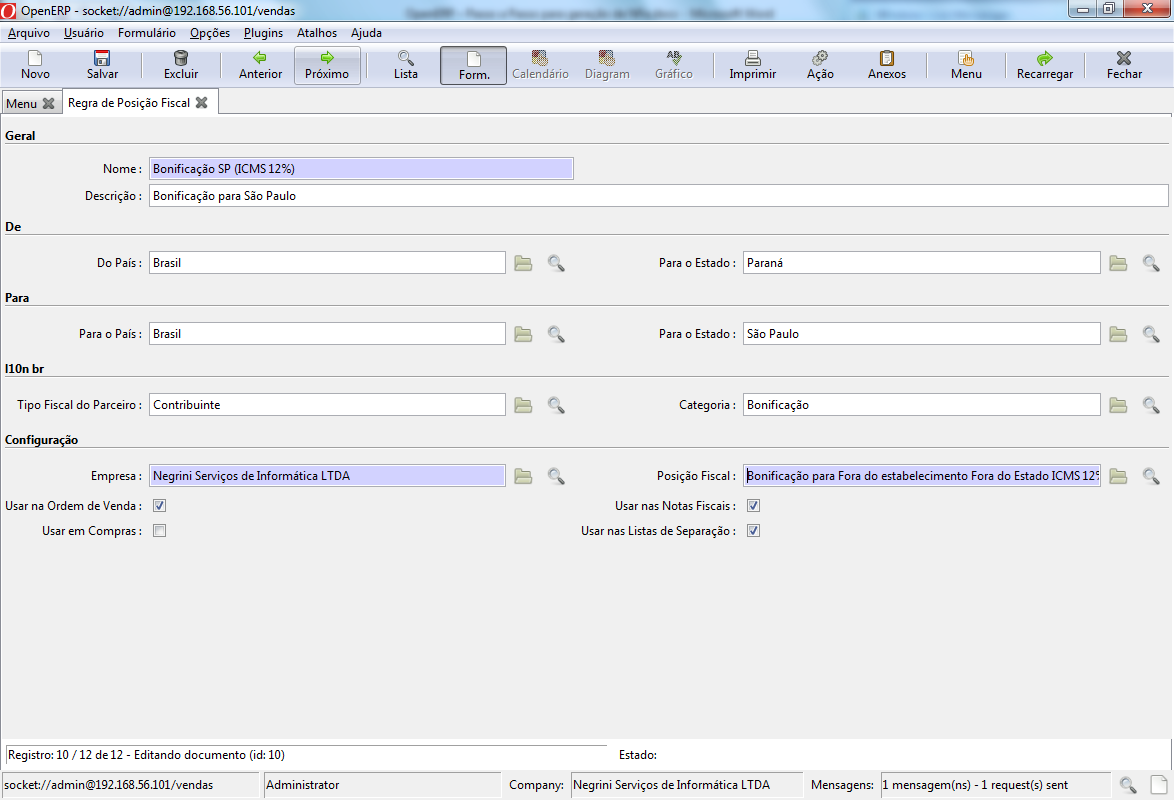 OpenERP - socket://admin@192.168.56.101/vendas
Arquivo Usuário Formulário Opções Plugins Atalhos Ajuda
Novo Salvar Excluir Anterior Próximo Lista Form. Calendário Diagram Gráfico Imprimir Ação Anexos Menu Recarregar Fechar
Menu Regra de Posição Fiscal
Geral
Nome : Bonificação SP (ICMS 12%)
Descrição : Bonificação para São Paulo
De
Do País : Brasil Para o Estado : Paraná
Para
Para o País : Brasil Para o Estado : São Paulo
l10n br
Tipo Fiscal do Parceiro : Contribuinte Categoria : Bonificação
Configuração
Empresa : Negrini Serviços de Informática LTDA Posição Fiscal : Bonificação para Fora do estabelecimento Fora do Estado ICMS 12%
Usar na Ordem de Venda : Usar nas Notas Fiscais :
Usar em Compras : Usar nas Listas de Separação :
Registro: 10 / 12 de 12 - Editando documento (id: 10) Estado:
socket://admin@192.168.56.101/vendas Administrator Company: Negrini Serviços de Informática LTDA Mensagens: 1 mensagem(ns) - 1 request(s) sent